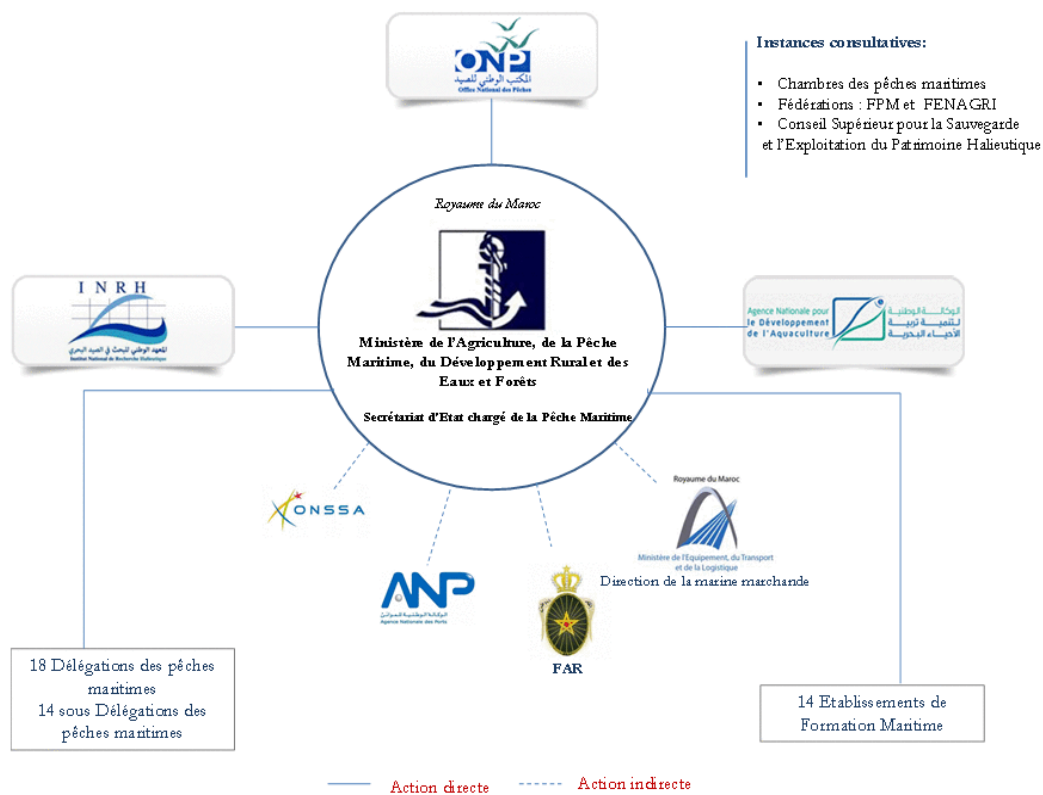 ONP
المكتب الوطني للصيد
Office National des Pêches
Instances consultatives:
• Chambres des pêches maritimes
• Fédérations : FPM et FENAGRI
• Conseil Supérieur pour la Sauvegarde
et l'Exploitation du Patrimoine Halieutique
Royaume du Maroc
Ministère de l'Agriculture, de la Pêche
Maritime, du Développement Rural et des
Eaux et Forêts
Secrétariat d'Etat chargé de la Pêche Maritime
INRH
المعهد الوطني للبحث في الصيد البحري
Institut National de Recherche Halieutique
Agence Nationale pour
le Développement
de l'Aquaculture
الوكالة الوطنية
لتنمية تربية
الأحياء البحرية
ONSSA
ANP
الوكالة الوطنية للموانئ
Agence Nationale des Ports
FAR
Royaume du Maroc
Ministère de l'Equipement, du Transport
et de la Logistique
Direction de la marine marchande
18 Délégations des pêches
maritimes
14 sous Délégations des
pêches maritimes
14 Etablissements de
Formation Maritime
Action directe
Action indirecte